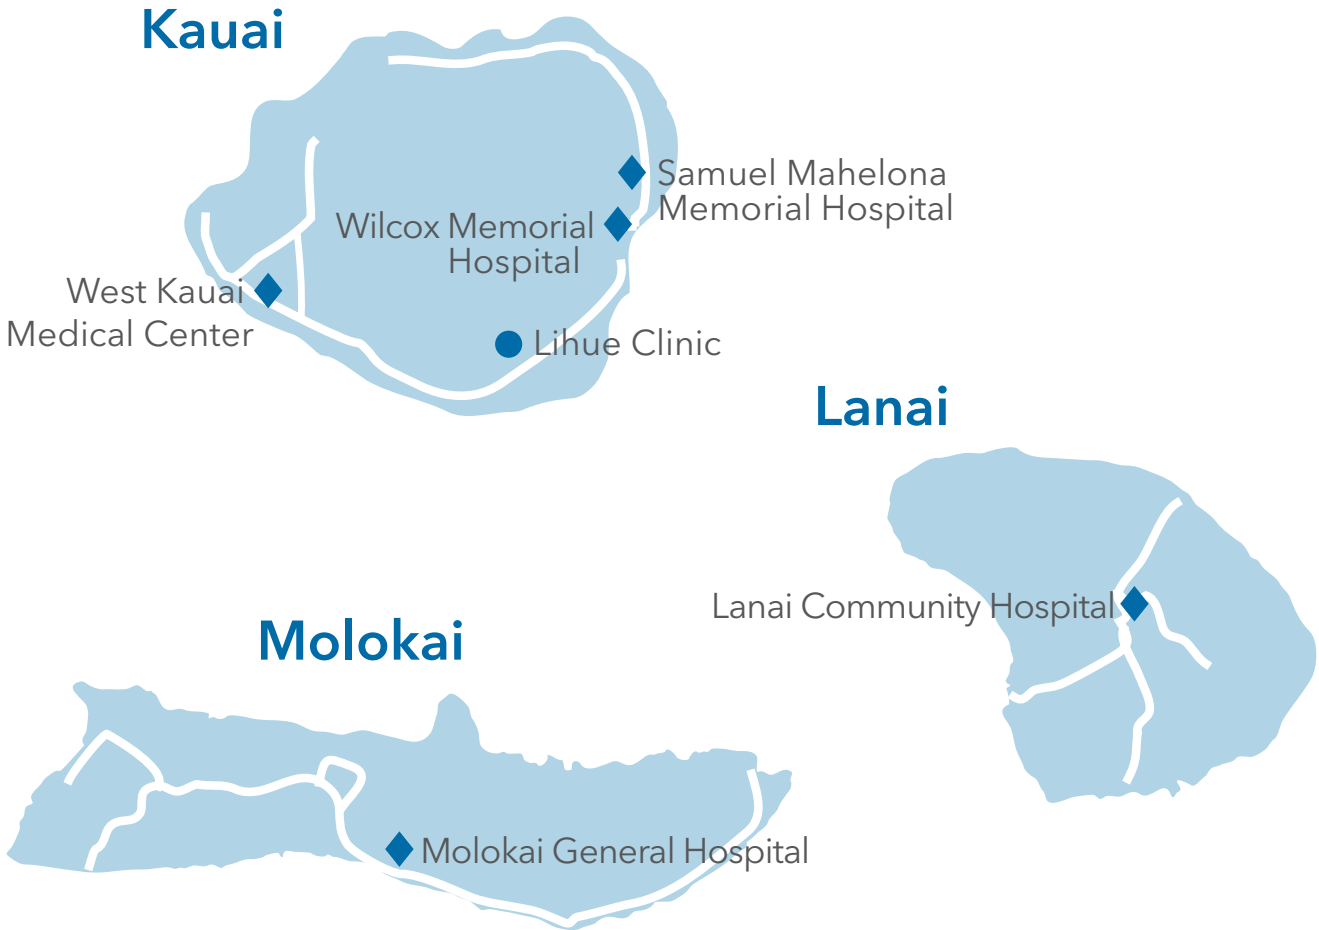 Kauai
Samuel Mahelona
Memorial Hospital
Wilcox Memorial
Hospital
West Kauai
Medical Center
Lihue Clinic
Lanai
Lanai Community Hospital
Molokai
Molokai General Hospital